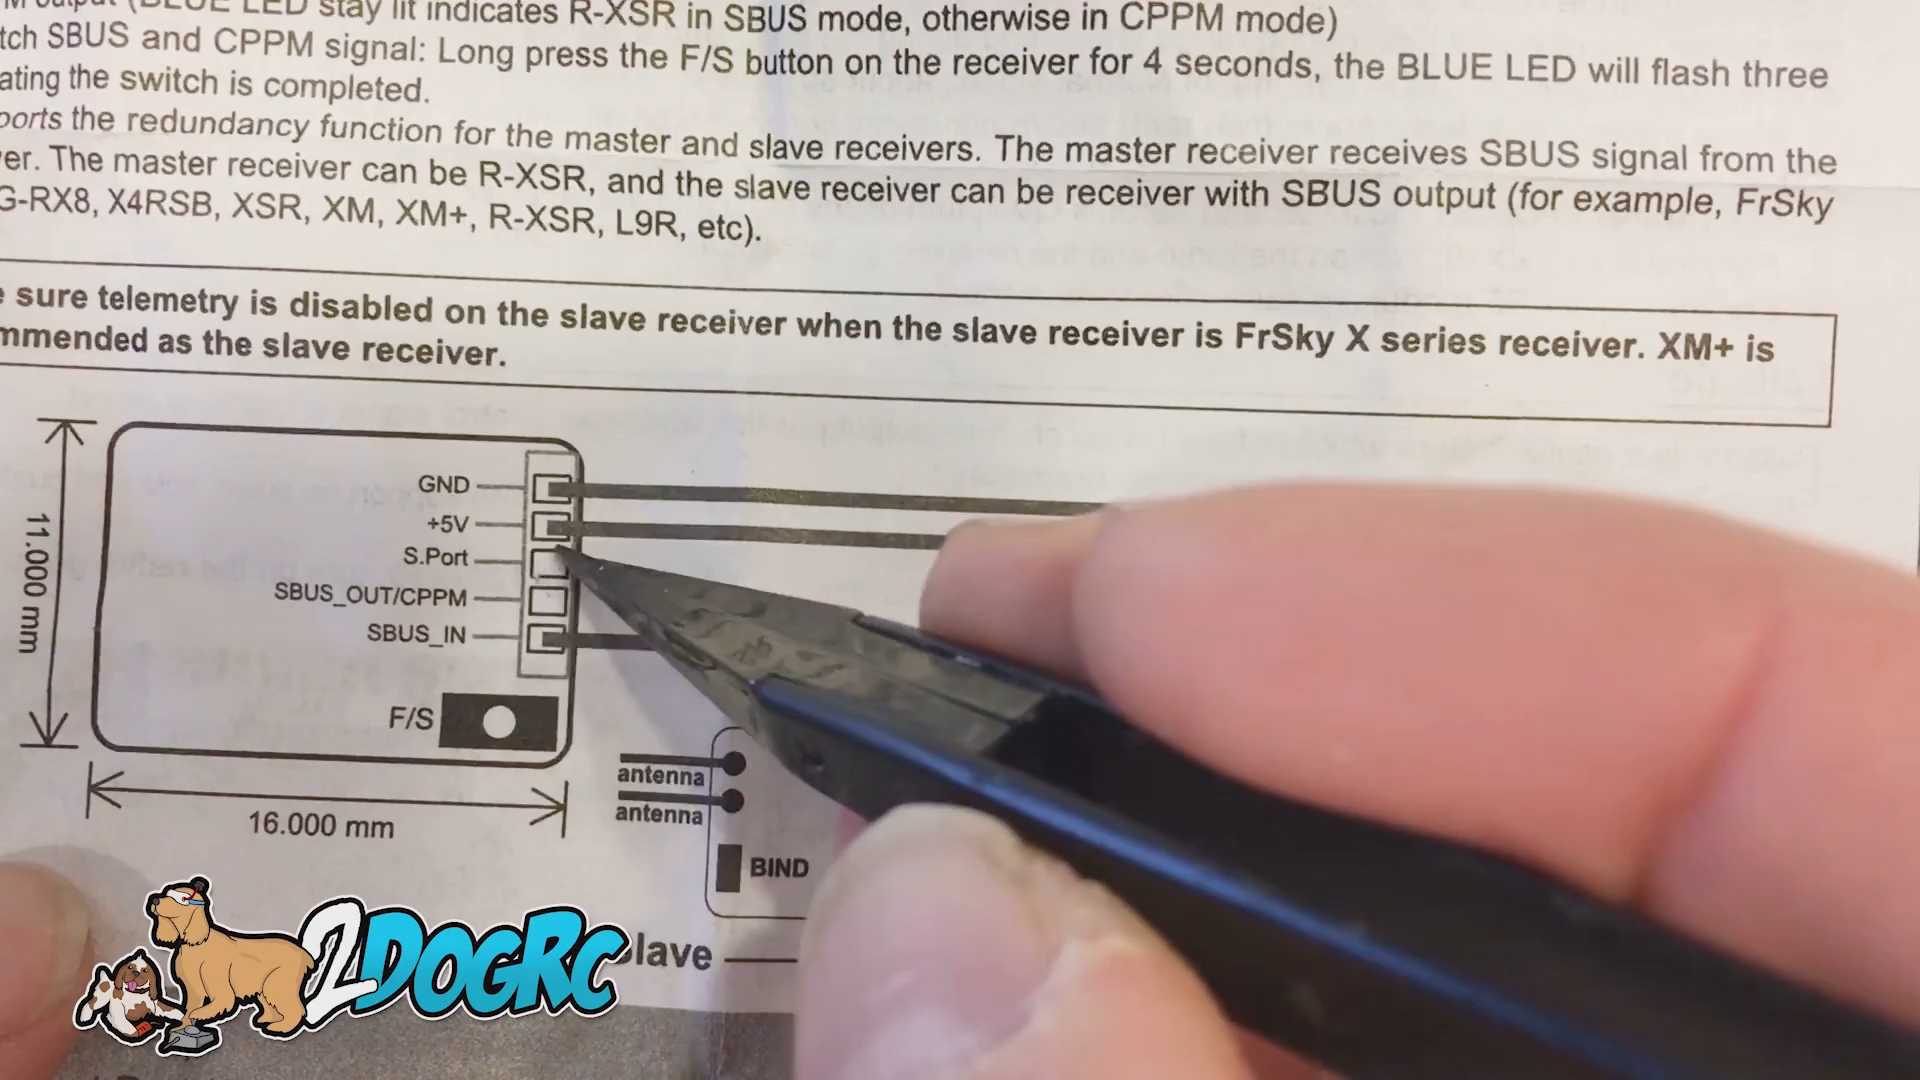 output (BLUE LED stay lit indicates R-XSR in SBUS mode, otherwise in CPPM mode)
tch SBUS and CPPM signal: Long press the F/S button on the receiver for 4 seconds, the BLUE LED will flash three
ating the switch is completed.
ports the redundancy function for the master and slave receivers. The master receiver receives SBUS signal from the
er. The master receiver can be R-XSR, and the slave receiver can be receiver with SBUS output (for example, FrSky
G-RX8, X4RSB, XSR, XM, XM+, R-XSR, L9R, etc).
sure telemetry is disabled on the slave receiver when the slave receiver is FrSky X series receiver. XM+ is
mmended as the slave receiver.
GND
+5V
S.Port
SBUS_OUT/CPPM
SBUS_IN
F/S
11.000 mm
16.000 mm
antenna
antenna
BIND
lave
2DOGRC